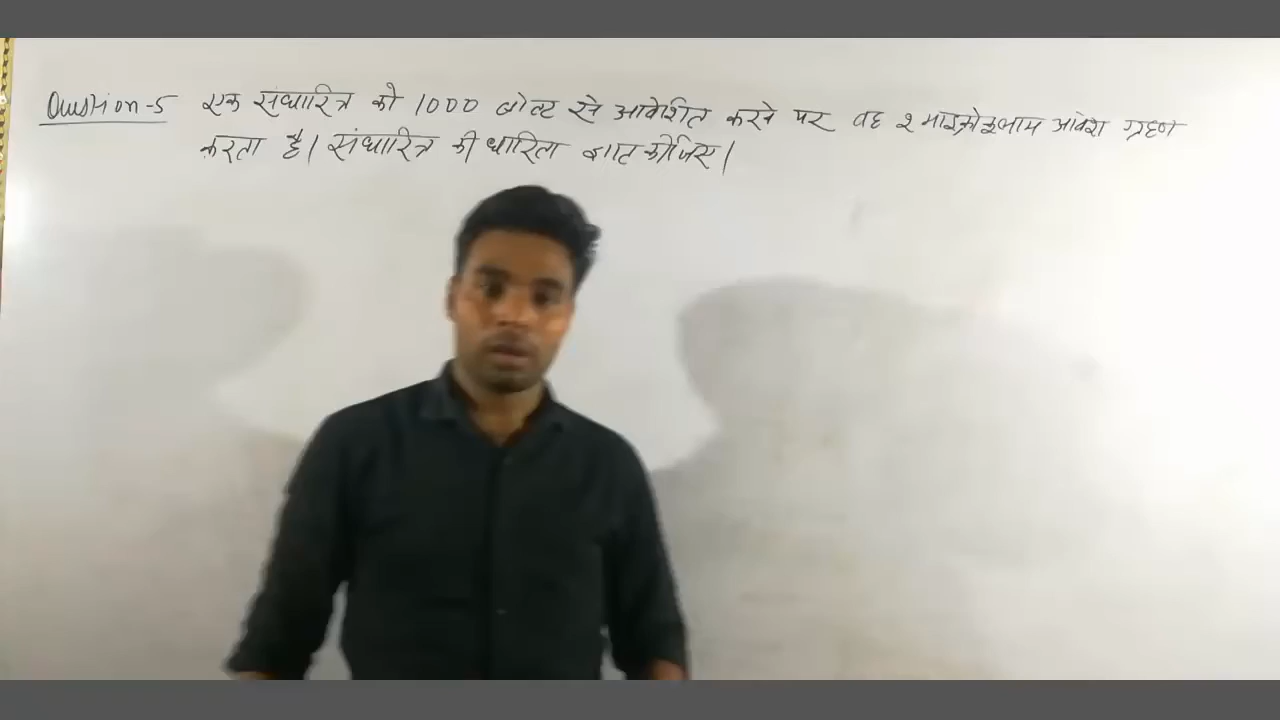 Question-5 एक संधारित्र को 1000 वोल्ट से आवेशित करने पर वह 2 माइक्रोकूलाम आवेश ग्रहण
करता है। संधारित्र की धारिता ज्ञात कीजिए।